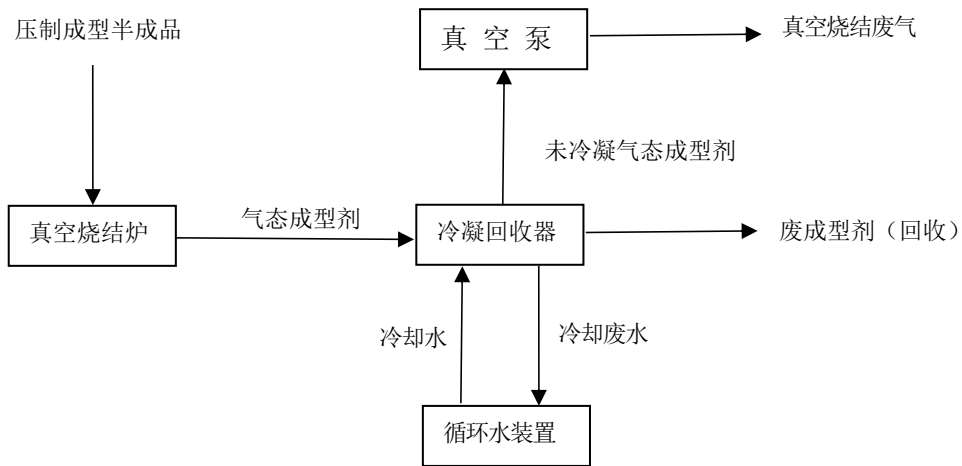 压制成型半成品
真 空 泵
真空烧结废气
未冷凝气态成型剂
真空烧结炉
气态成型剂
冷凝回收器
废成型剂（回收）
冷却水
冷却废水
循环水装置